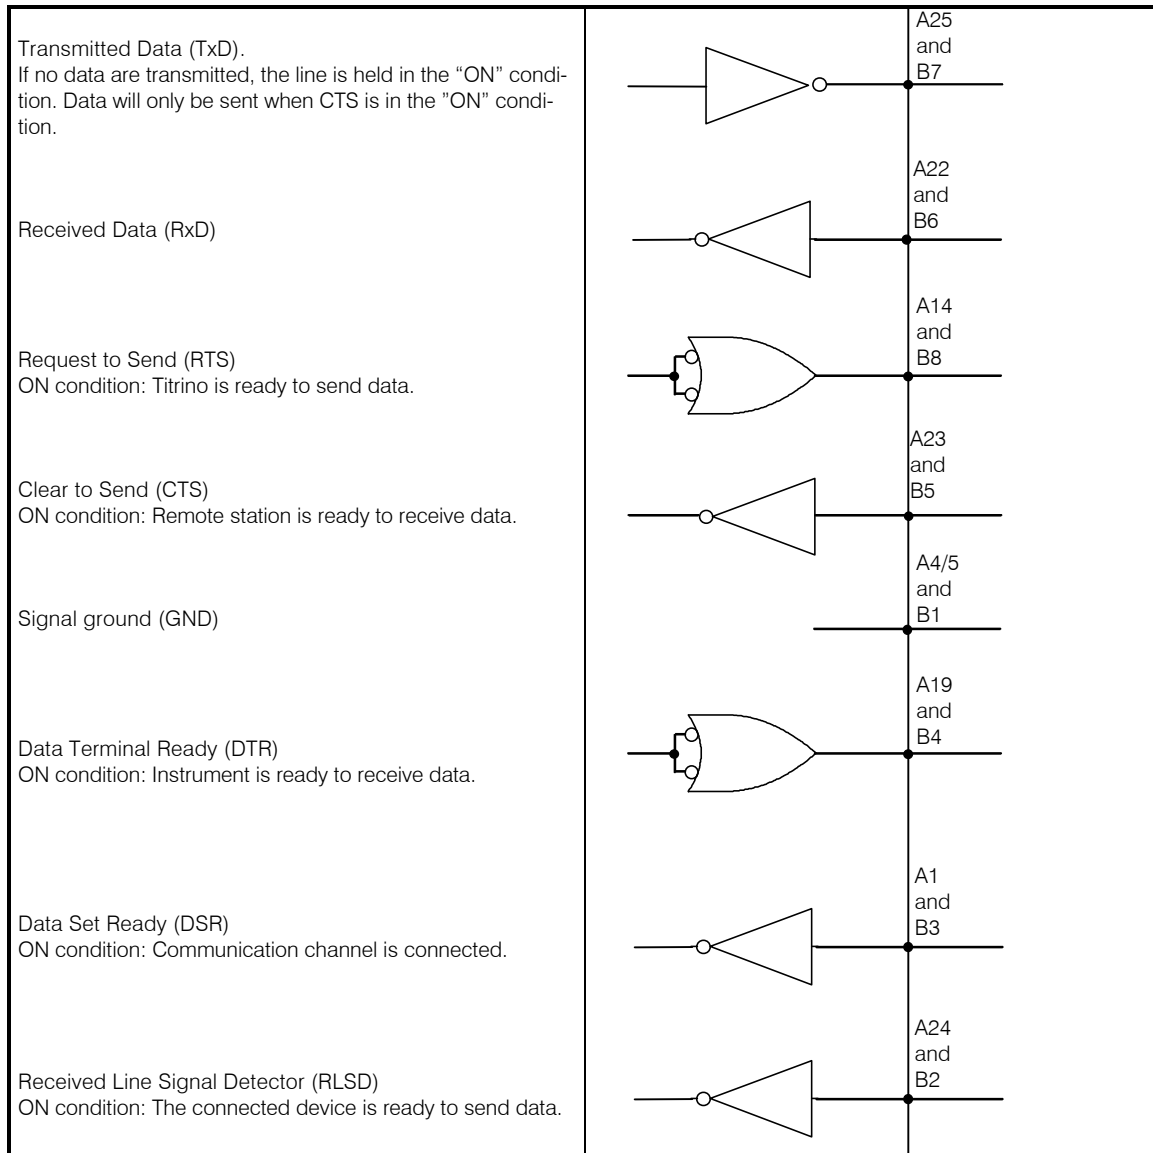 Transmitted Data (TxD).
If no data are transmitted, the line is held in the “ON” condi-
tion. Data will only be sent when CTS is in the ”ON” condi-
tion.
A25
and
B7
Received Data (RxD)
A22
and
B6
Request to Send (RTS)
ON condition: Titrino is ready to send data.
A14
and
B8
Clear to Send (CTS)
ON condition: Remote station is ready to receive data.
A23
and
B5
Signal ground (GND)
A4/5
and
B1
Data Terminal Ready (DTR)
ON condition: Instrument is ready to receive data.
A19
and
B4
Data Set Ready (DSR)
ON condition: Communication channel is connected.
A1
and
B3
Received Line Signal Detector (RLSD)
ON condition: The connected device is ready to send data.
A24
and
B2